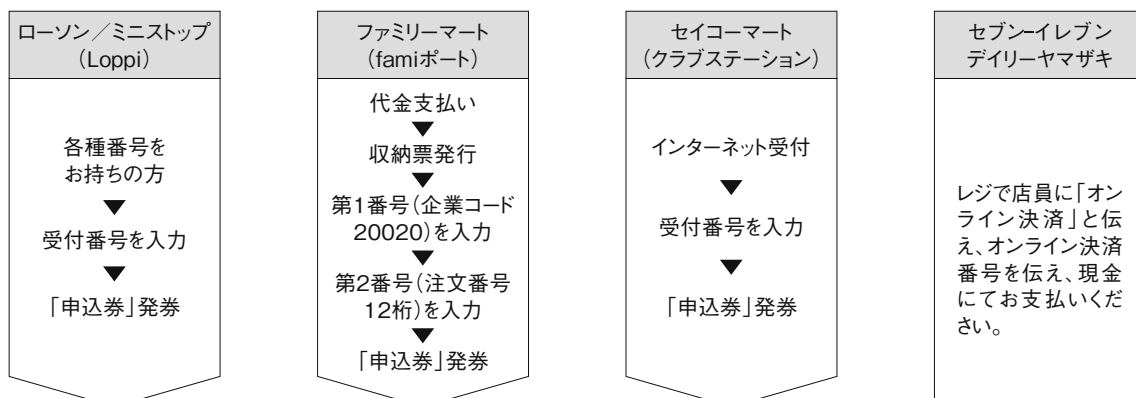 ローソン／ミニストップ
（Loppi）
各種番号を
お持ちの方
▼
受付番号を入力
▼
「申込券」発券
ファミリーマート
（famiポート）
代金支払い
▼
収納票発行
▼
第1番号（企業コード
20020）を入力
▼
第2番号（注文番号
12桁）を入力
▼
「申込券」発券
セイコーマート
（クラブステーション）
インターネット受付
▼
受付番号を入力
▼
「申込券」発券
セブン-イレブン
デイリーヤマザキ
レジで店員に「オン
ライン決済」と伝
え、オンライン決済
番号を伝え、現金
にてお支払いくだ
さい。